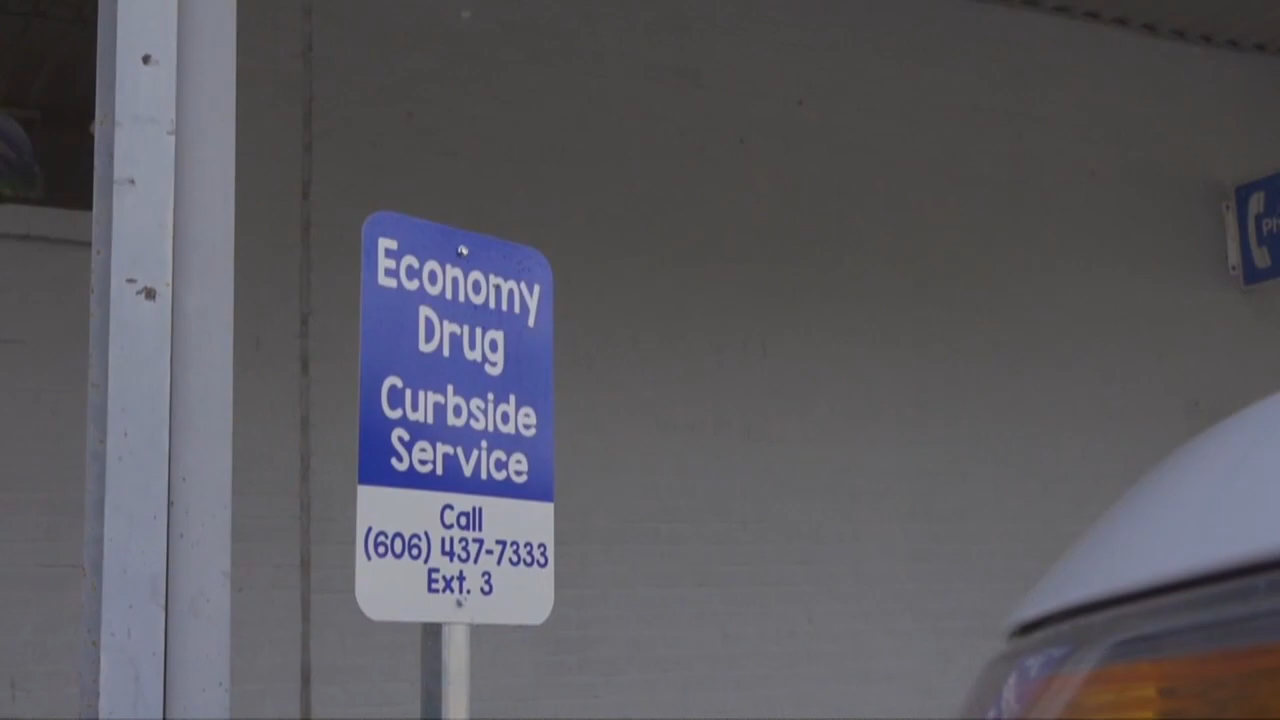 Economy
Drug
Curbside
Service
Call
(606) 437-7333
Ext. 3